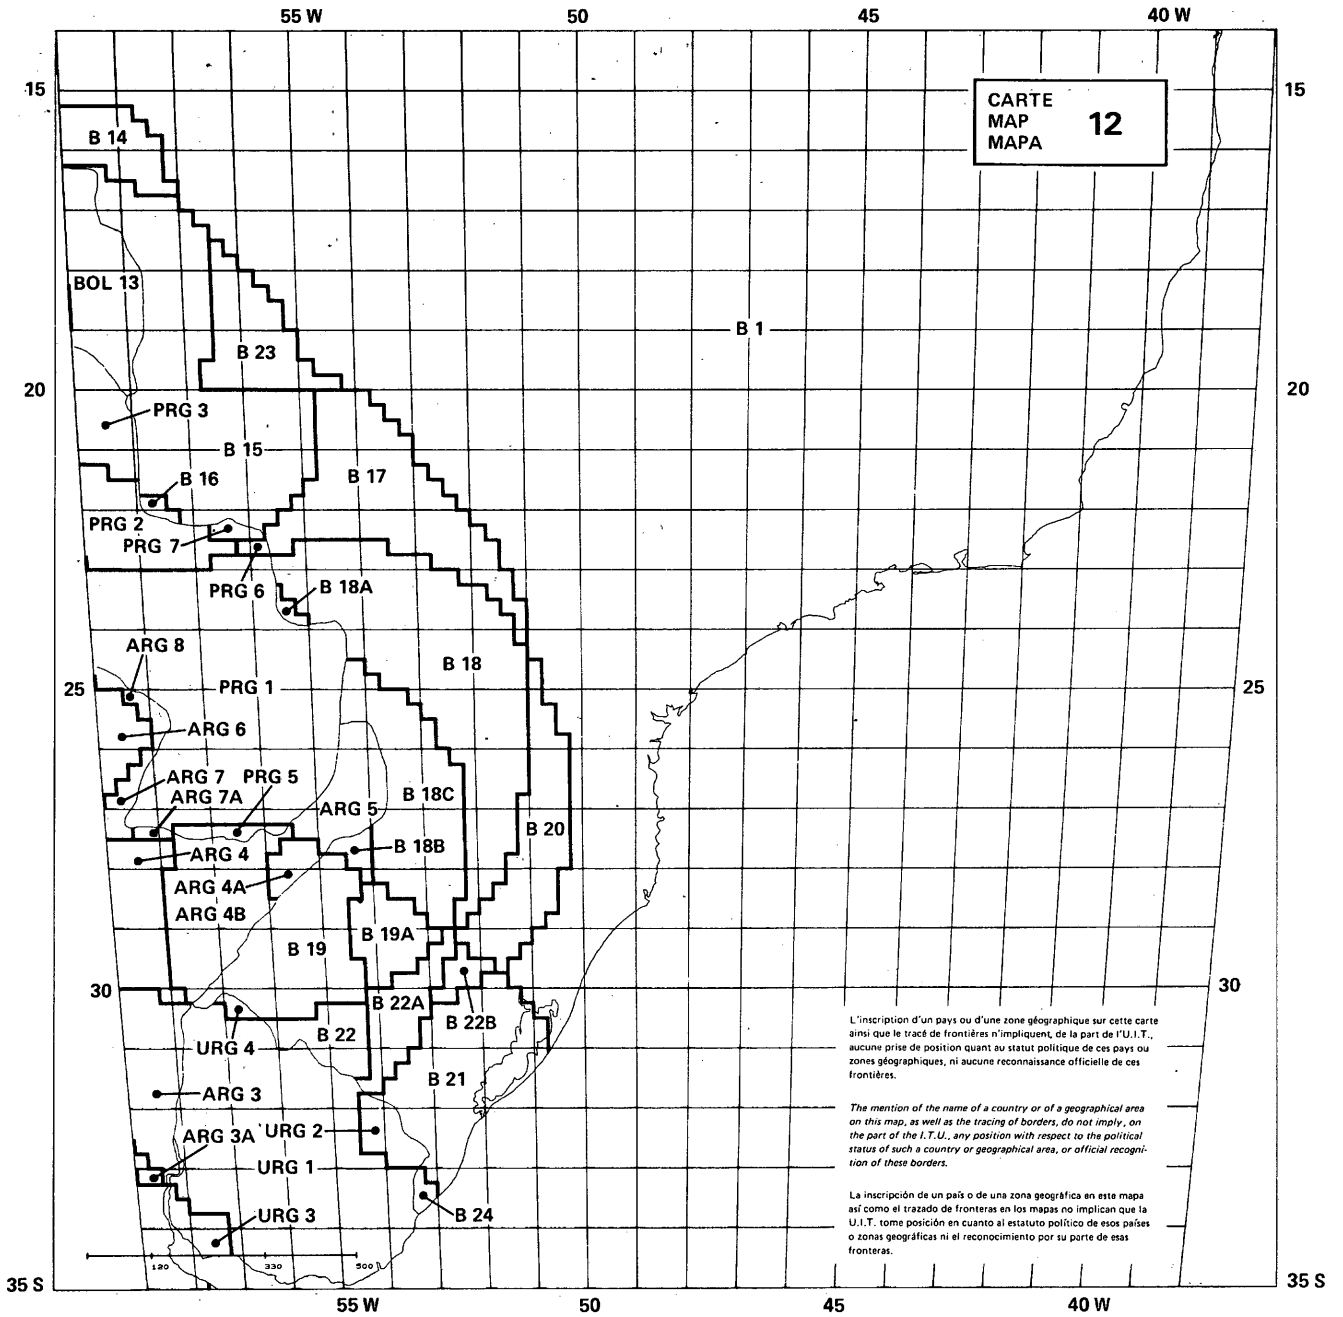 55 W 50 45 40 W
15 15
CARTE
MAP 12
MAPA
B 14
BOL 13
B 1
B 23
20 20
PRG 3
B 15
B 16
B 17
PRG 2
PRG 7
PRG 6
B 18A
ARG 8
B 18
25 25
PRG 1
ARG 6
ARG 7 PRG 5
ARG 7A
B 18C
ARG 5
B 20
B 18B
ARG 4
ARG 4A
ARG 4B
B 19A
B 19
30 30
B 22A
B 22B
B 22
URG 4
B 21
ARG 3
ARG 3A
URG 2
URG 1
B 24
URG 3
120 330 500
L'inscription d'un pays ou d'une zone géographique sur cette carte
ainsi que le tracé de frontières n'impliquent, de la part de l'U.I.T.,
aucune prise de position quant au statut politique de ces pays ou
zones géographiques, ni aucune reconnaissance officielle de ces
frontières.
The mention of the name of a country or of a geographical area
on this map, as well as the tracing of borders, do not imply, on
the part of the I.T.U., any position with respect to the political
status of such a country or geographical area, or official recogni-
tion of these borders.
La inscripción de un país o de una zona geográfica en este mapa
así como el trazado de fronteras en los mapas no implican que la
U.I.T. tome posición en cuanto al estatuto político de esos países
o zonas geográficas ni el reconocimiento por su parte de esas
fronteras.
35 S 35 S
55 W 50 45 40 W